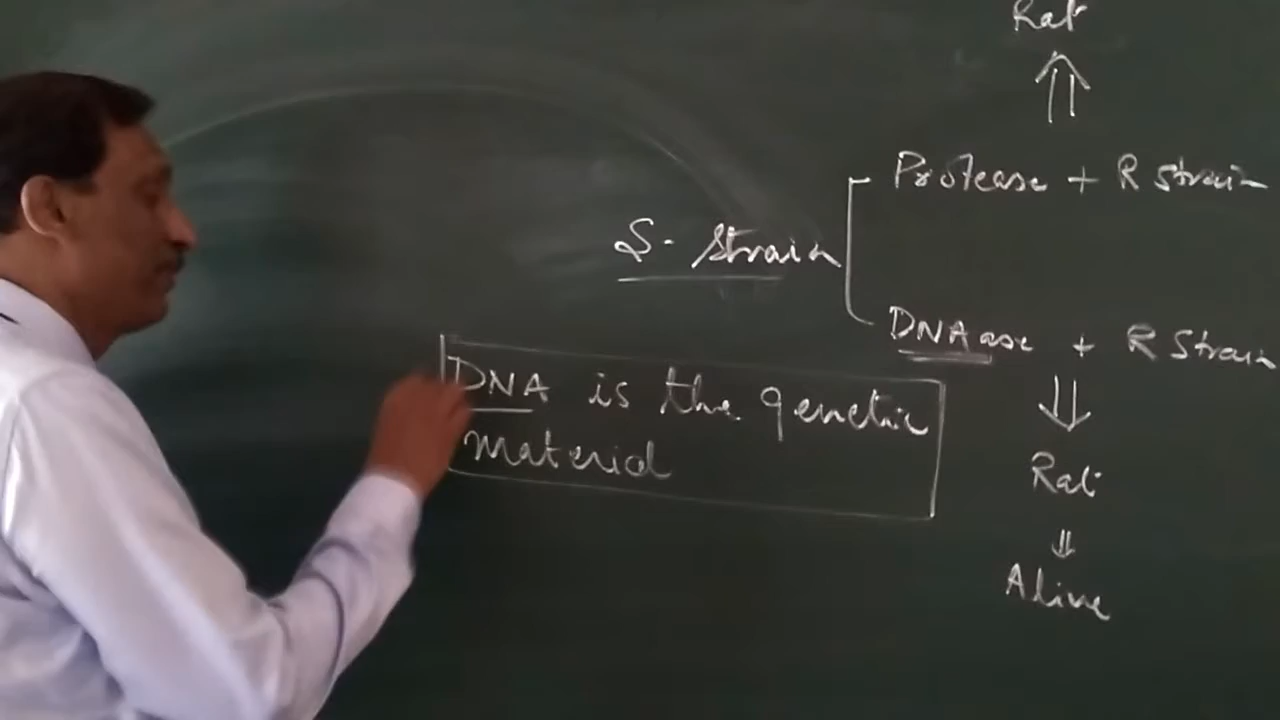 Rat
Protease + R Strain
S- Strain
DNAase + R Strain
DNA is the genetic
material
Rat
Alive